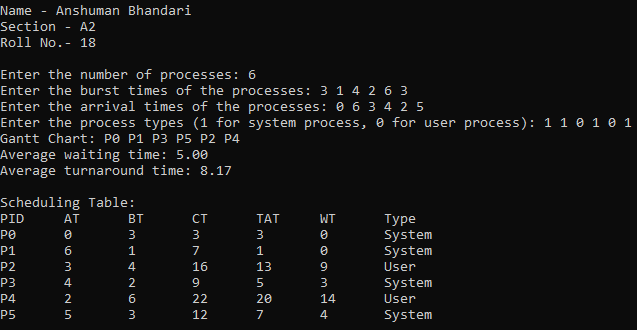 Name - Anshuman Bhandari
Section - A2
Roll No.- 18
Enter the number of processes: 6
Enter the burst times of the processes: 3 1 4 2 6 3
Enter the arrival times of the processes: 0 6 3 4 2 5
Enter the process types (1 for system process, 0 for user process): 1 1 0 1 0 1
Gantt Chart: P0 P1 P3 P5 P2 P4
Average waiting time: 5.00
Average turnaround time: 8.17
Scheduling Table:
PID AT BT CT TAT WT Type
P0 0 3 3 3 0 System
P1 6 1 7 1 0 System
P2 3 4 16 13 9 User
P3 4 2 9 5 3 System
P4 2 6 22 20 14 User
P5 5 3 12 7 4 System